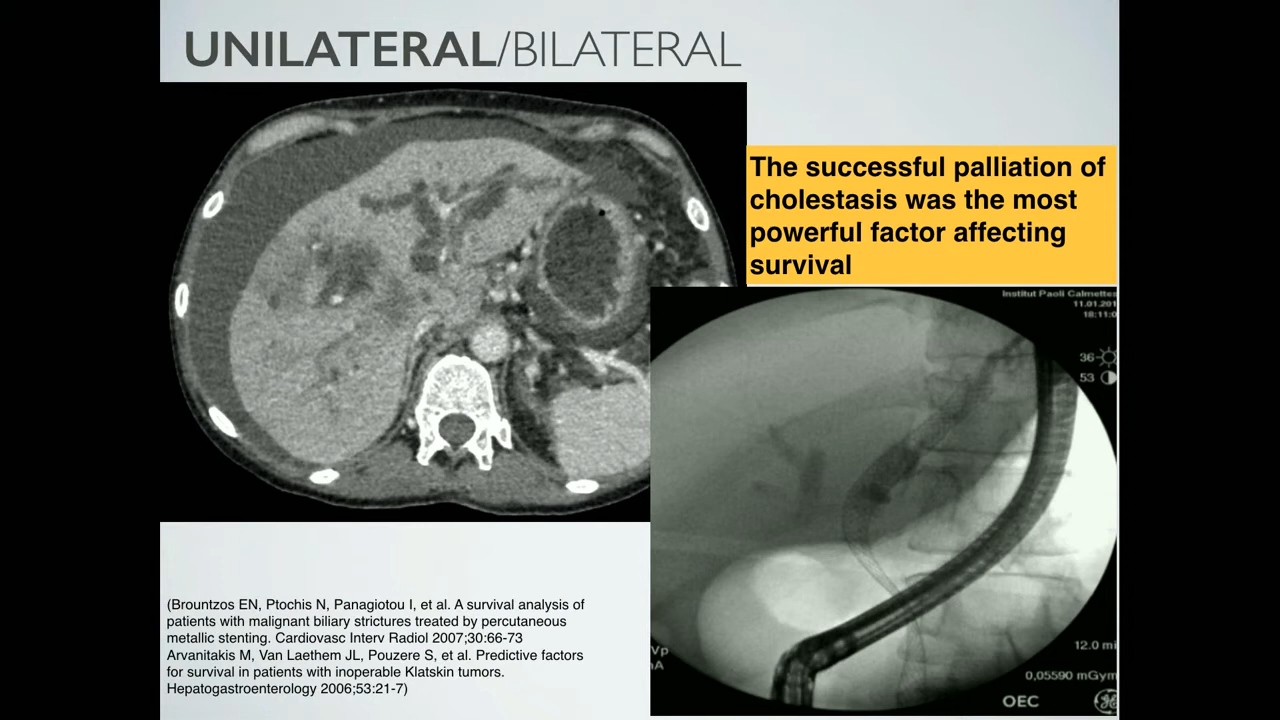 UNILATERAL/BILATERAL
The successful palliation of
cholestasis was the most
powerful factor affecting
survival
Institut Paoli Calmettes
11.01.201
18:11:0
36
53
(Brountzos EN, Ptochis N, Panagiotou I, et al. A survival analysis of
patients with malignant biliary strictures treated by percutaneous
metallic stenting. Cardiovasc Interv Radiol 2007;30:66-73
Arvanitakis M, Van Laethem JL, Pouzere S, et al. Predictive factors
for survival in patients with inoperable Klatskin tumors.
Hepatogastroenterology 2006;53:21-7)
Vp
mA
12.0 mi
0,05590 mGym
OEC